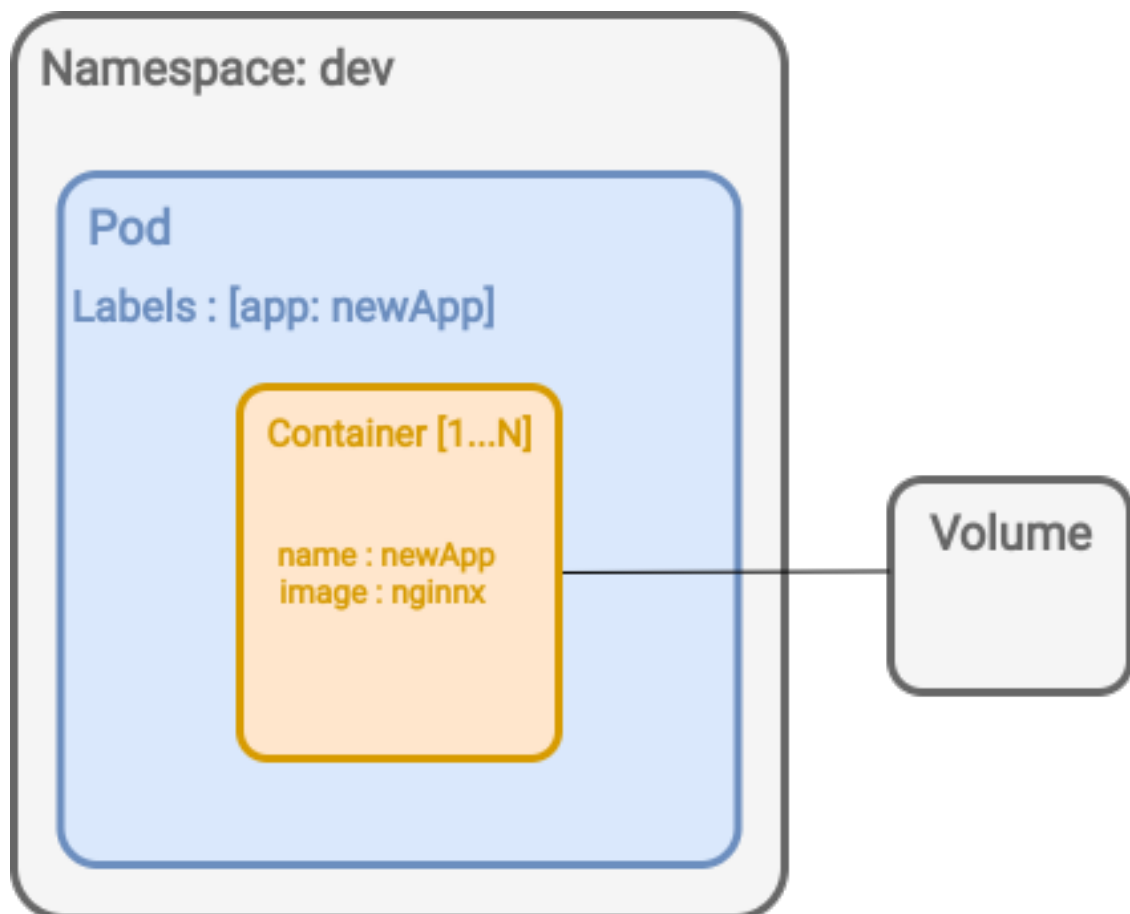 Namespace: dev
Pod
Labels : [app: newApp]
Container [1...N]
name : newApp
image : nginnx
Volume